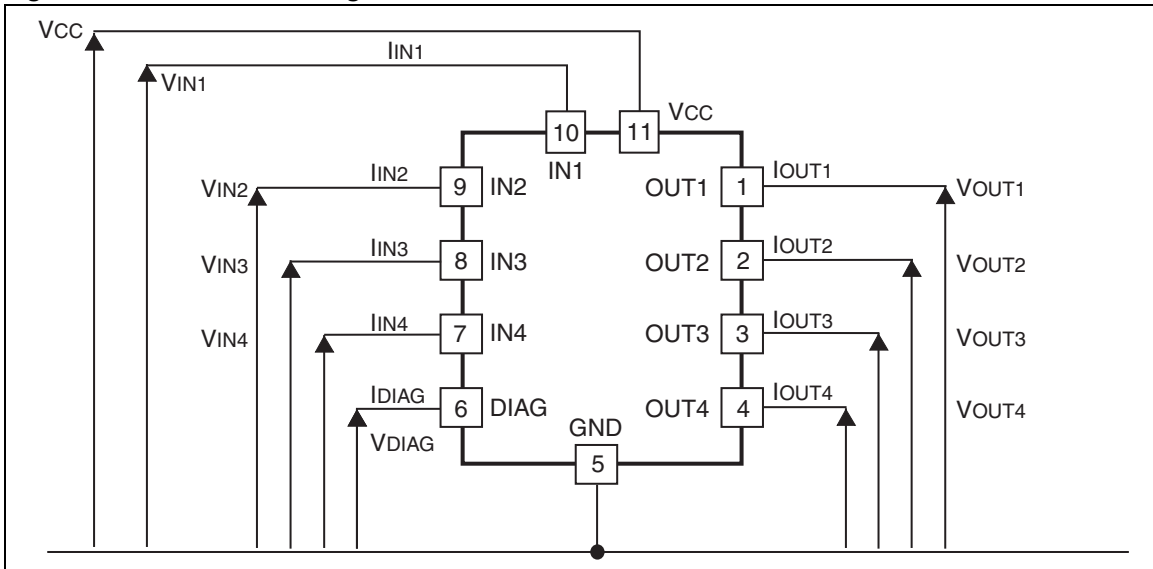 VCC
IIN1
VIN1
VCC
10
11
IN1
IIN2
IOUT1
VIN2
9
IN2
OUT1
1
VOUT1
IIN3
IOUT2
VIN3
8
IN3
OUT2
2
VOUT2
IIN4
IOUT3
VIN4
7
IN4
OUT3
3
VOUT3
IDIAG
IOUT4
6
DIAG
OUT4
4
VOUT4
VDIAG
GND
5